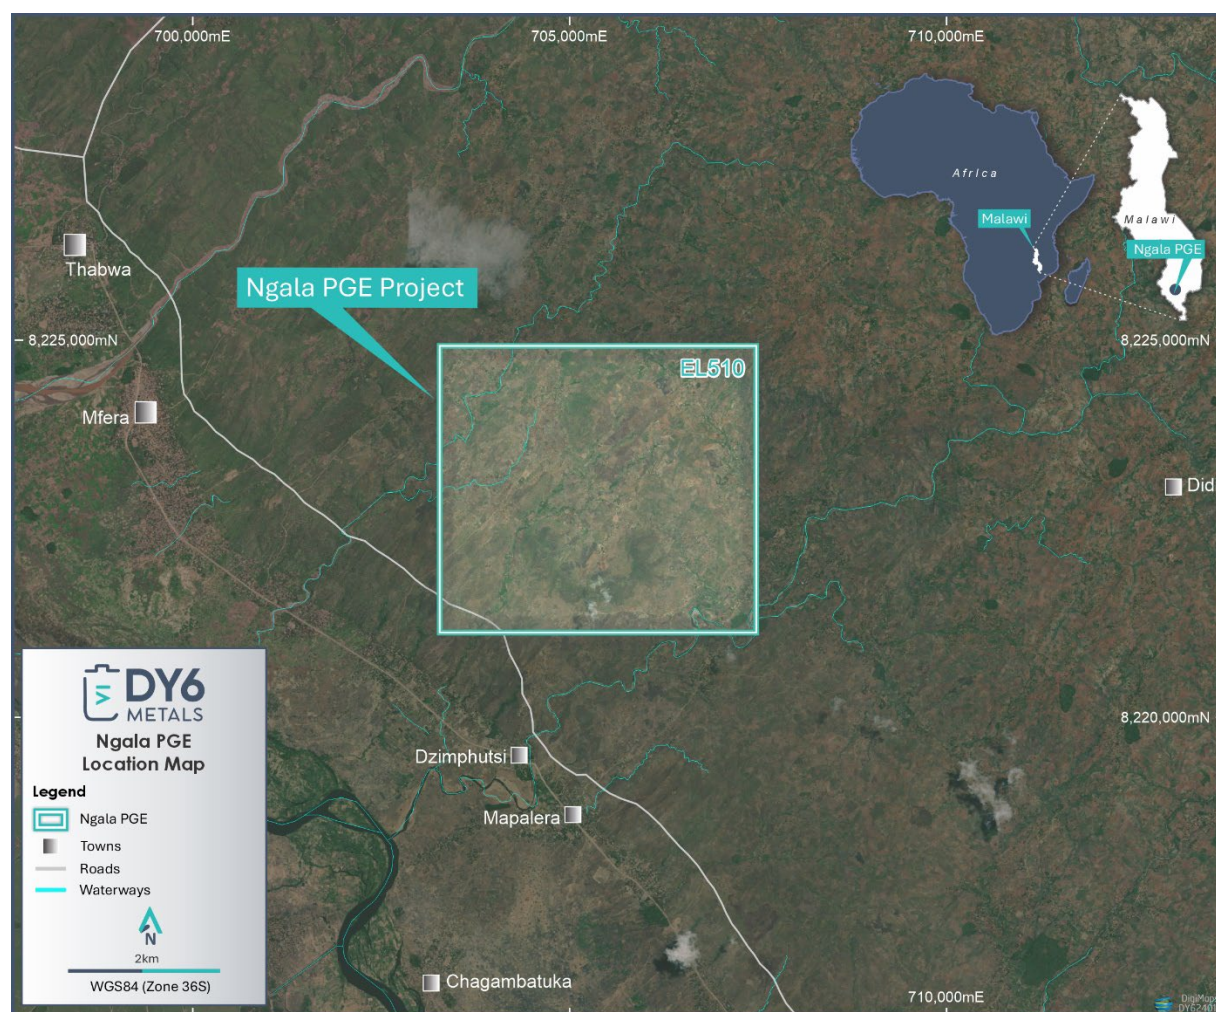 700,000mE
705,000mE
710,000mE
Africa
Malawi
Malawi
Ngala PGE
Thabwa
Ngala PGE Project
8,225,000mN
8,225,000mN
EL510
Mfera
Did
DY6
METALS
Ngala PGE
Location Map
Legend
Ngala PGE
Towns
Roads
Waterways
N
2km
WGS84 (Zone 36S)
8,220,000mN
Dzimphutsi
Mapalera
Chagambatuka
710,000mE
DigiMaps
DY62401